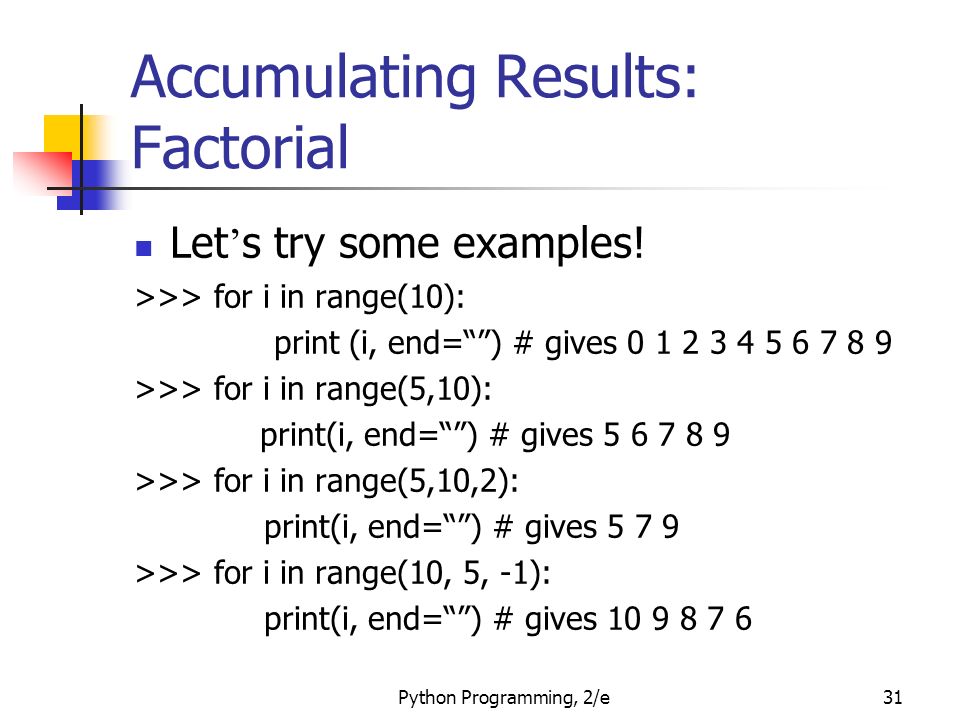 Accumulating Results:
Factorial
Let’s try some examples!
>>> for i in range(10):
print (i, end=“”) # gives 0 1 2 3 4 5 6 7 8 9
>>> for i in range(5,10):
print(i, end=“”) # gives 5 6 7 8 9
>>> for i in range(5,10,2):
print(i, end=“”) # gives 5 7 9
>>> for i in range(10, 5, -1):
print(i, end=“”) # gives 10 9 8 7 6
Python Programming, 2/e 31